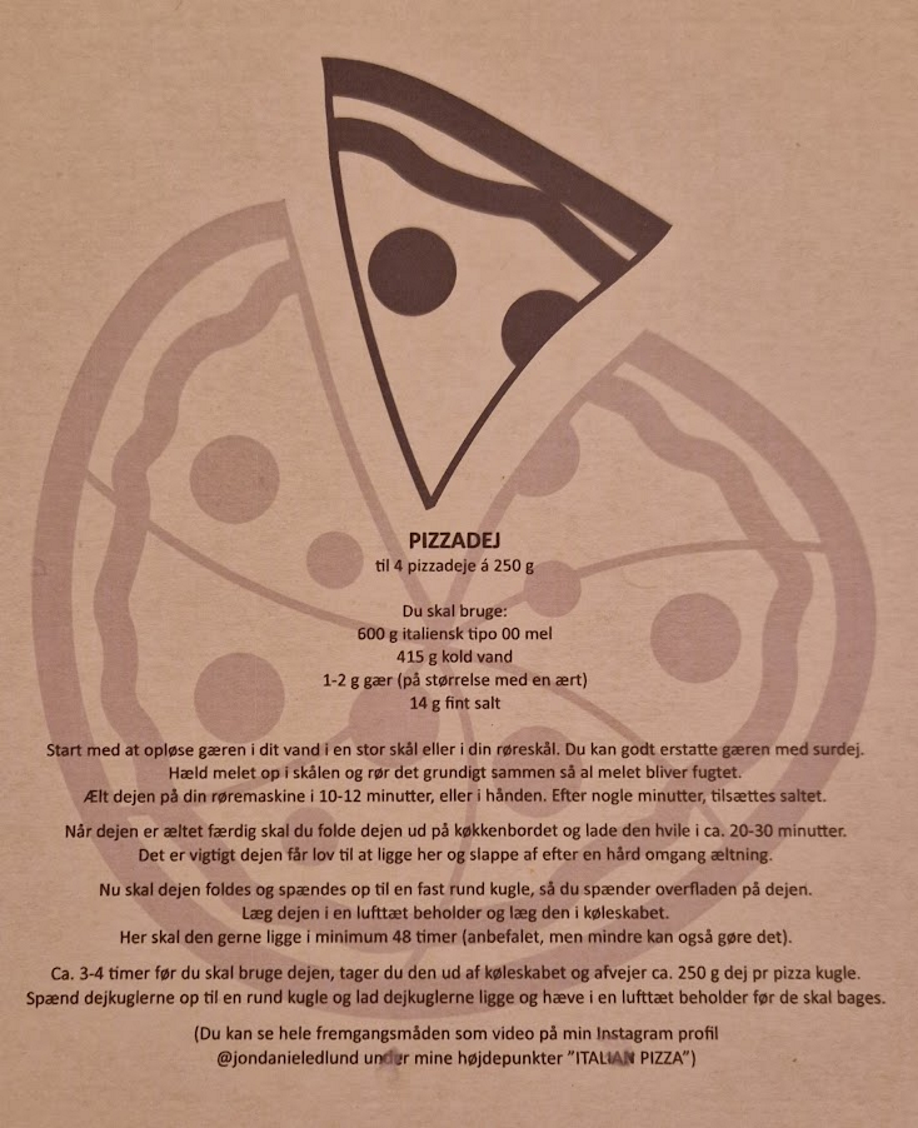 PIZZADEJ
til 4 pizzadeje á 250 g
Du skal bruge:
600 g italiensk tipo 00 mel
415 g kold vand
1-2 g gær (på størrelse med en ært)
14 g fint salt
Start med at opløse gæren i dit vand i en stor skål eller i din røreskål. Du kan godt erstatte gæren med surdej.
Hæld melet op i skålen og rør det grundigt sammen så al melet bliver fugtet.
Ælt dejen på din røremaskine i 10-12 minutter, eller i hånden. Efter nogle minutter, tilsættes saltet.
Når dejen er æltet færdig skal du folde dejen ud på køkkenbordet og lade den hvile i ca. 20-30 minutter.
Det er vigtigt dejen får lov til at ligge her og slappe af efter en hård omgang æltning.
Nu skal dejen foldes og spændes op til en fast rund kugle, så du spænder overfladen på dejen.
Læg dejen i en lufttæt beholder og læg den i køleskabet.
Her skal den gerne ligge i minimum 48 timer (anbefalet, men mindre kan også gøre det).
Ca. 3-4 timer før du skal bruge dejen, tager du den ud af køleskabet og afvejer ca. 250 g dej pr pizza kugle.
Spænd dejkuglerne op til en rund kugle og lad dejkuglerne ligge og hæve i en lufttæt beholder før de skal bages.
(Du kan se hele fremgangsmåden som video på min Instagram profil
@jondanieledlund under mine højdepunkter ”ITALIAN PIZZA”)